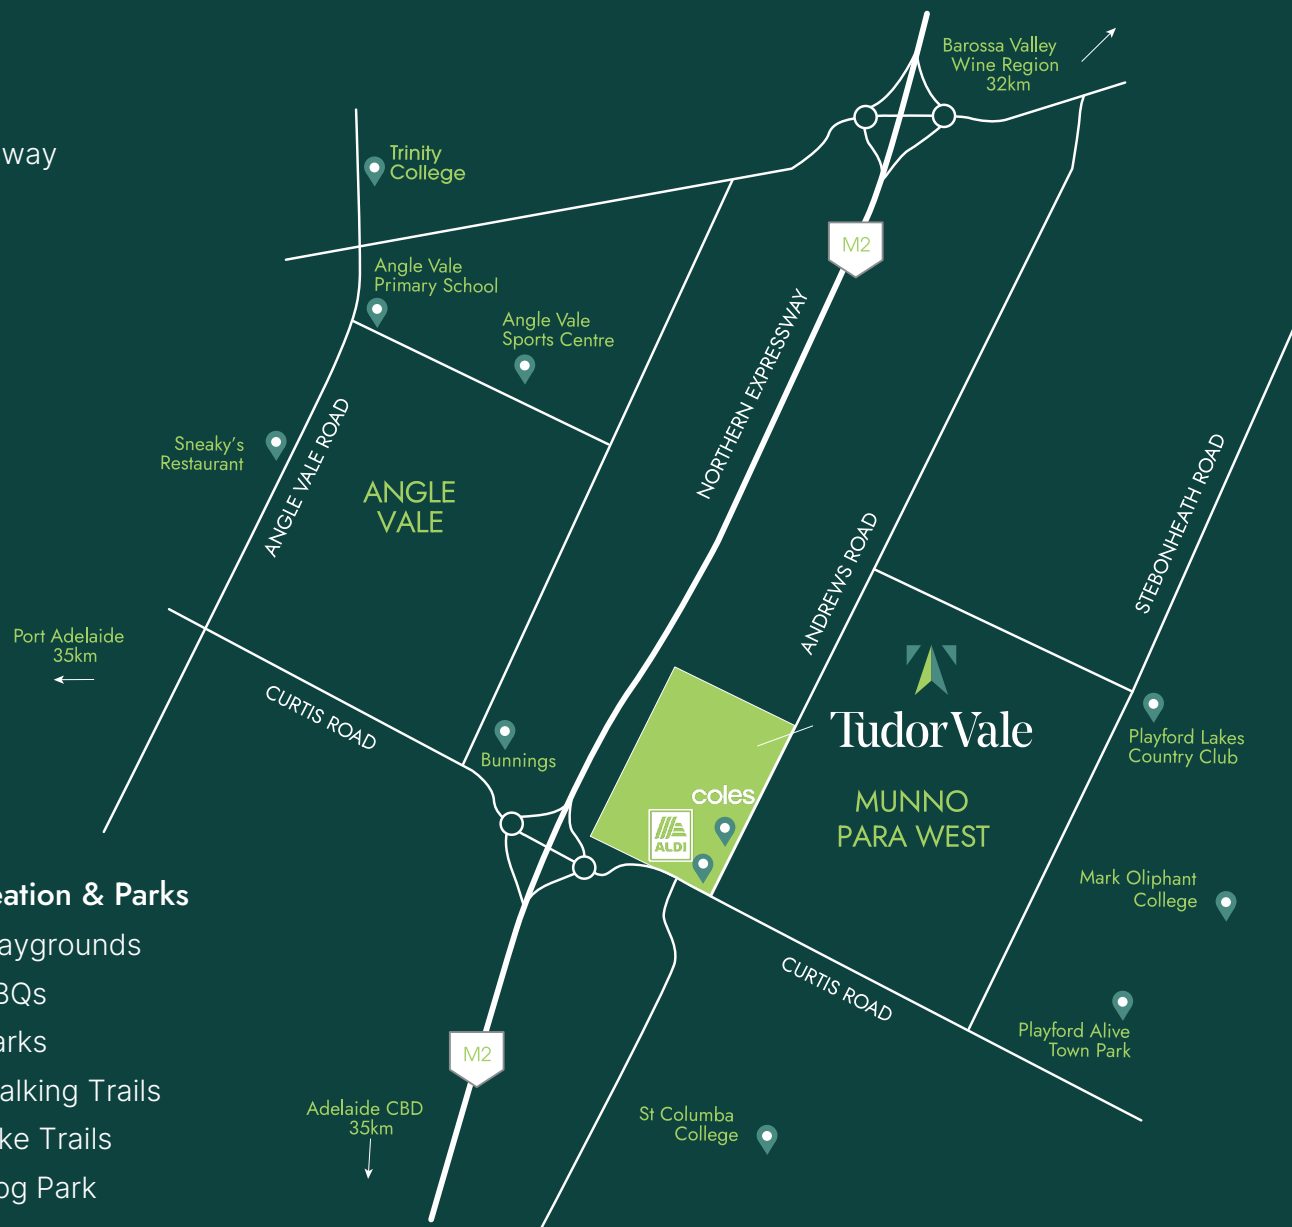 Barossa Valley
Wine Region
32km
way
Trinity
College
M2
Angle Vale
Primary School
Angle Vale
Sports Centre
NORTHERN EXPRESSWAY
ANGLE VALE ROAD
Sneaky's
Restaurant
ANGLE
VALE
STEBONHEATH ROAD
ANDREWS ROAD
Port Adelaide
35km
CURTIS ROAD
Bunnings
Tudor Vale
Playford Lakes
Country Club
coles
ALDI
MUNNO
PARA WEST
Mark Oliphant
College
eation & Parks
aygrounds
BQs
arks
alking Trails
ke Trails
og Park
CURTIS ROAD
Playford Alive
Town Park
M2
Adelaide CBD
35km
St Columba
College